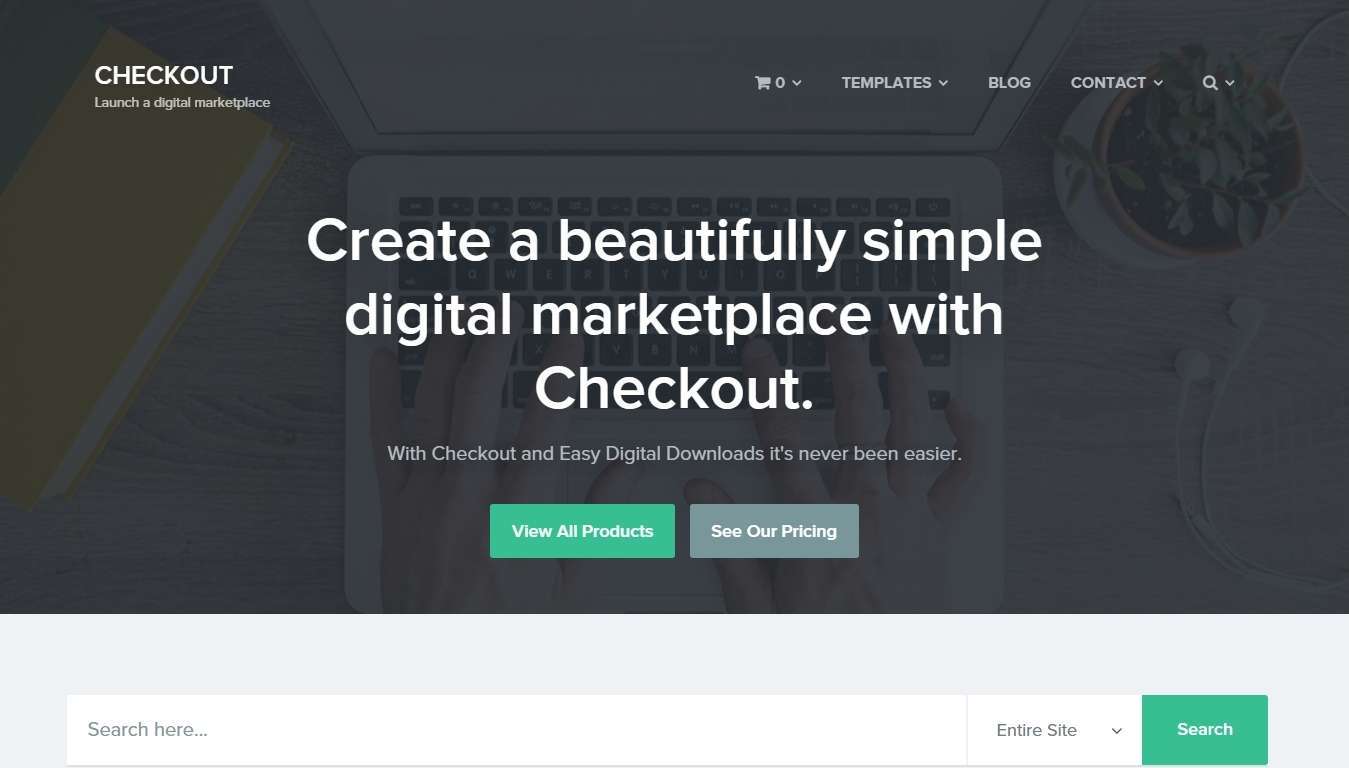 CHECKOUT
Launch a digital marketplace
0
TEMPLATES
BLOG
CONTACT
Create a beautifully simple
digital marketplace with
Checkout.
With Checkout and Easy Digital Downloads it's never been easier.
View All Products
See Our Pricing
Search here...
Entire Site
Search